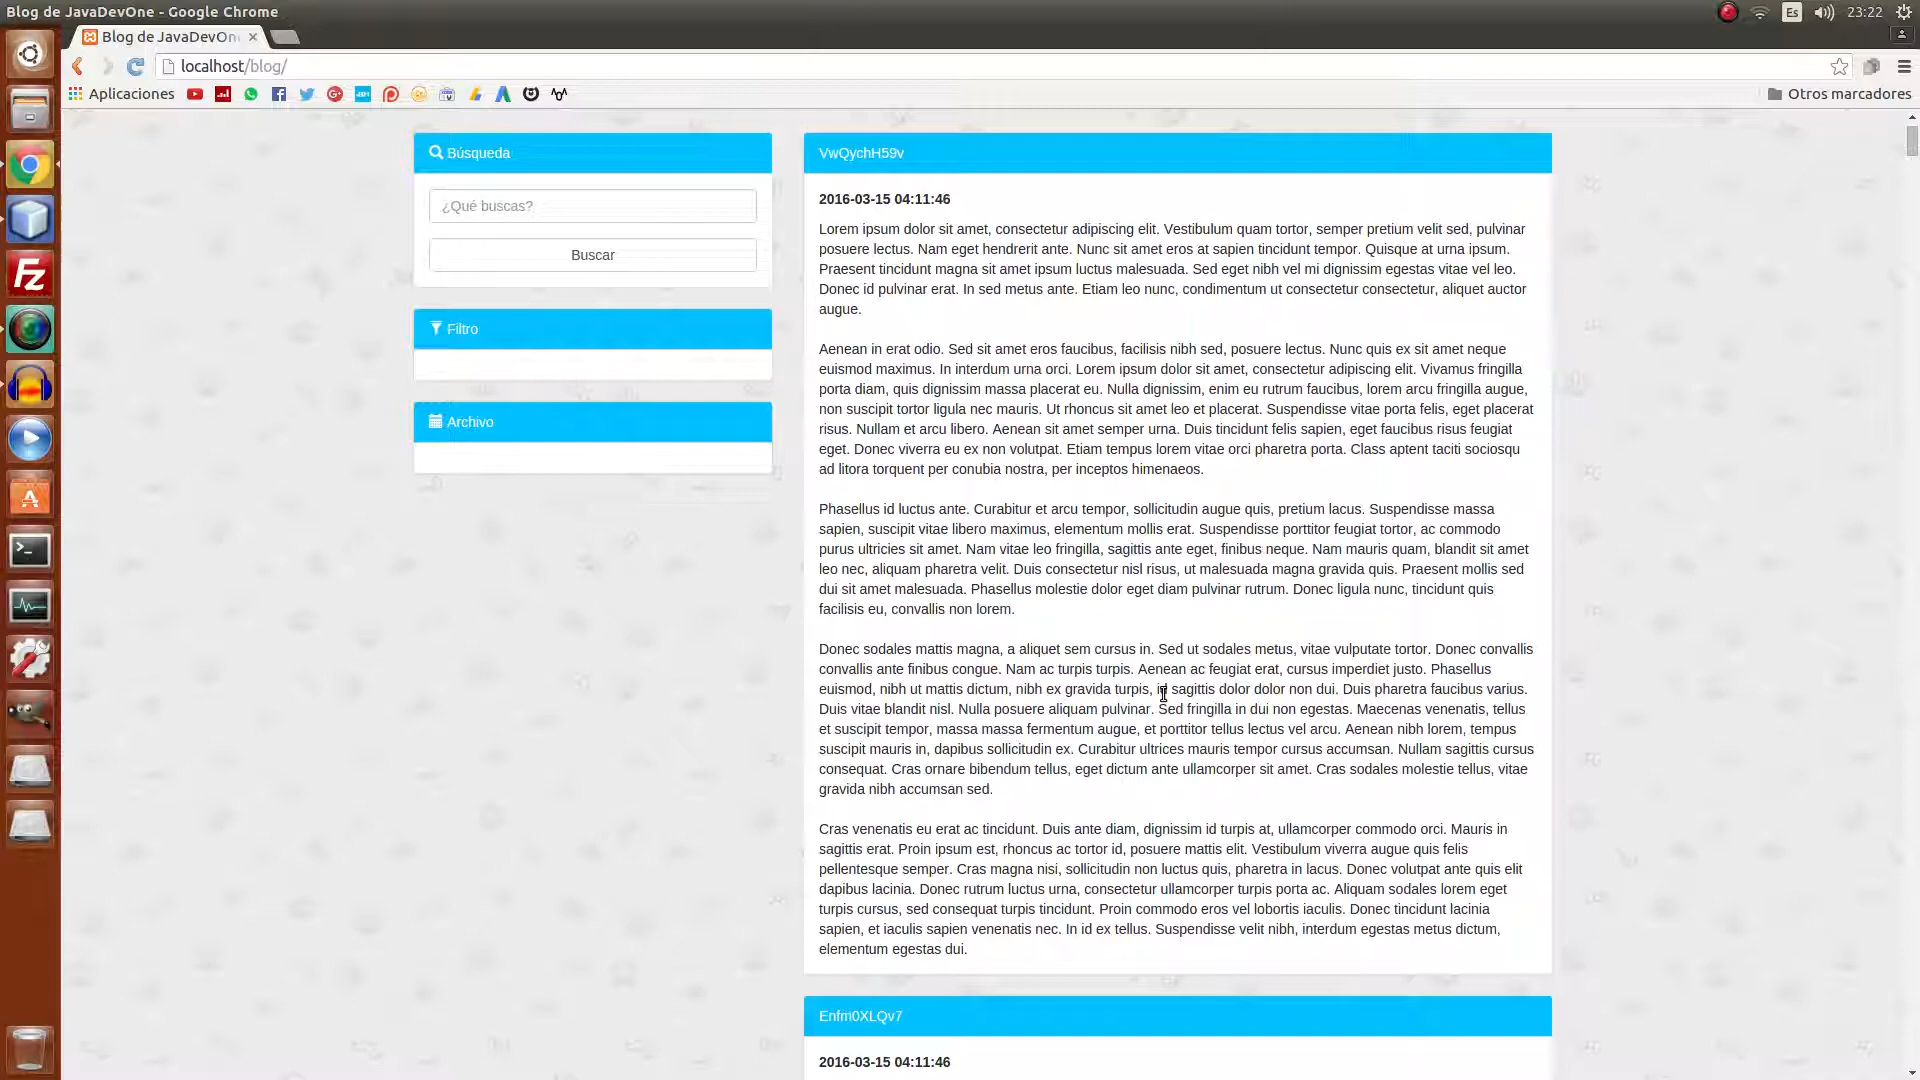 Blog de JavaDevOne - Google Chrome
Es
23:22
Blog de JavaDevOn
localhost/blog/
Aplicaciones
Otros marcadores
Búsqueda
¿Qué buscas?
Buscar
Filtro
Archivo
VwQychH59v
2016-03-15 04:11:46
Lorem ipsum dolor sit amet, consectetur adipiscing elit. Vestibulum quam tortor, semper pretium velit sed, pulvinar
posuere lectus. Nam eget hendrerit ante. Nunc sit amet eros at sapien tincidunt tempor. Quisque at urna ipsum.
Praesent tincidunt magna sit amet ipsum luctus malesuada. Sed eget nibh vel mi dignissim egestas vitae vel leo.
Donec id pulvinar erat. In sed metus ante. Etiam leo nunc, condimentum ut consectetur consectetur, aliquet auctor
augue.
Aenean in erat odio. Sed sit amet eros faucibus, facilisis nibh sed, posuere lectus. Nunc quis ex sit amet neque
euismod maximus. In interdum urna orci. Lorem ipsum dolor sit amet, consectetur adipiscing elit. Vivamus fringilla
porta diam, quis dignissim massa placerat eu. Nulla dignissim, enim eu rutrum faucibus, lorem arcu fringilla augue,
non suscipit tortor ligula nec mauris. Ut rhoncus sit amet leo et placerat. Suspendisse vitae porta felis, eget placerat
risus. Nullam et arcu libero. Aenean sit amet semper urna. Duis tincidunt felis sapien, eget faucibus risus feugiat
eget. Donec viverra eu ex non volutpat. Etiam tempus lorem vitae orci pharetra porta. Class aptent taciti sociosqu
ad litora torquent per conubia nostra, per inceptos himenaeos.
Phasellus id luctus ante. Curabitur et arcu tempor, sollicitudin augue quis, pretium lacus. Suspendisse massa
sapien, suscipit vitae libero maximus, elementum mollis erat. Suspendisse porttitor feugiat tortor, ac commodo
purus ultricies sit amet. Nam vitae leo fringilla, sagittis ante eget, finibus neque. Nam mauris quam, blandit sit amet
leo nec, aliquam pharetra velit. Duis consectetur nisl risus, ut malesuada magna gravida quis. Praesent mollis sed
dui sit amet malesuada. Phasellus molestie dolor eget diam pulvinar rutrum. Donec ligula nunc, tincidunt quis
facilisis eu, convallis non lorem.
Donec sodales mattis magna, a aliquet sem cursus in. Sed ut sodales metus, vitae vulputate tortor. Donec convallis
convallis ante finibus congue. Nam ac turpis turpis. Aenean ac feugiat erat, cursus imperdiet justo. Phasellus
euismod, nibh ut mattis dictum, nibh ex gravida turpis, id sagittis dolor dolor non dui. Duis pharetra faucibus varius.
Duis vitae blandit nisl. Nulla posuere aliquam pulvinar. Sed fringilla in dui non egestas. Maecenas venenatis, tellus
et suscipit tempor, massa massa fermentum augue, et porttitor tellus lectus vel arcu. Aenean nibh lorem, tempus
suscipit mauris in, dapibus sollicitudin ex. Curabitur ultrices mauris tempor cursus accumsan. Nullam sagittis cursus
consequat. Cras ornare bibendum tellus, eget dictum ante ullamcorper sit amet. Cras sodales molestie tellus, vitae
gravida nibh accumsan sed.
Cras venenatis eu erat ac tincidunt. Duis ante diam, dignissim id turpis at, ullamcorper commodo orci. Mauris in
sagittis erat. Proin ipsum est, rhoncus ac tortor id, posuere mattis elit. Vestibulum viverra augue quis felis
pellentesque semper. Cras magna nisi, sollicitudin non luctus quis, pharetra in lacus. Donec volutpat ante quis elit
dapibus lacinia. Donec rutrum luctus urna, consectetur ullamcorper turpis porta ac. Aliquam sodales lorem eget
turpis cursus, sed consequat turpis tincidunt. Proin commodo eros vel lobortis iaculis. Donec tincidunt lacinia
sapien, et iaculis sapien venenatis nec. In id ex tellus. Suspendisse velit nibh, interdum egestas metus dictum,
elementum egestas dui.
Enfm0XLQv7
2016-03-15 04:11:46